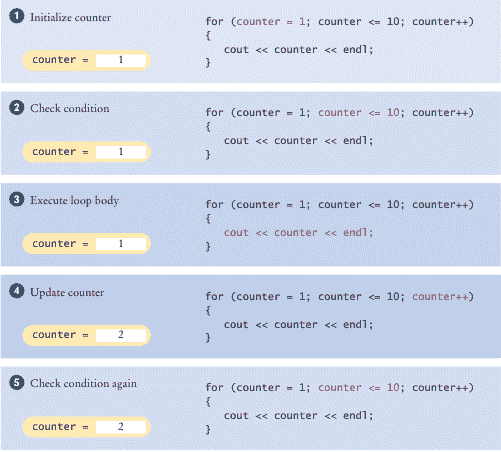 1 Initialize counter
counter = 1
for (counter = 1; counter <= 10; counter++)
{
cout << counter << endl;
}
2 Check condition
counter = 1
for (counter = 1; counter <= 10; counter++)
{
cout << counter << endl;
}
3 Execute loop body
counter = 1
for (counter = 1; counter <= 10; counter++)
{
cout << counter << endl;
}
4 Update counter
counter = 2
for (counter = 1; counter <= 10; counter++)
{
cout << counter << endl;
}
5 Check condition again
counter = 2
for (counter = 1; counter <= 10; counter++)
{
cout << counter << endl;
}